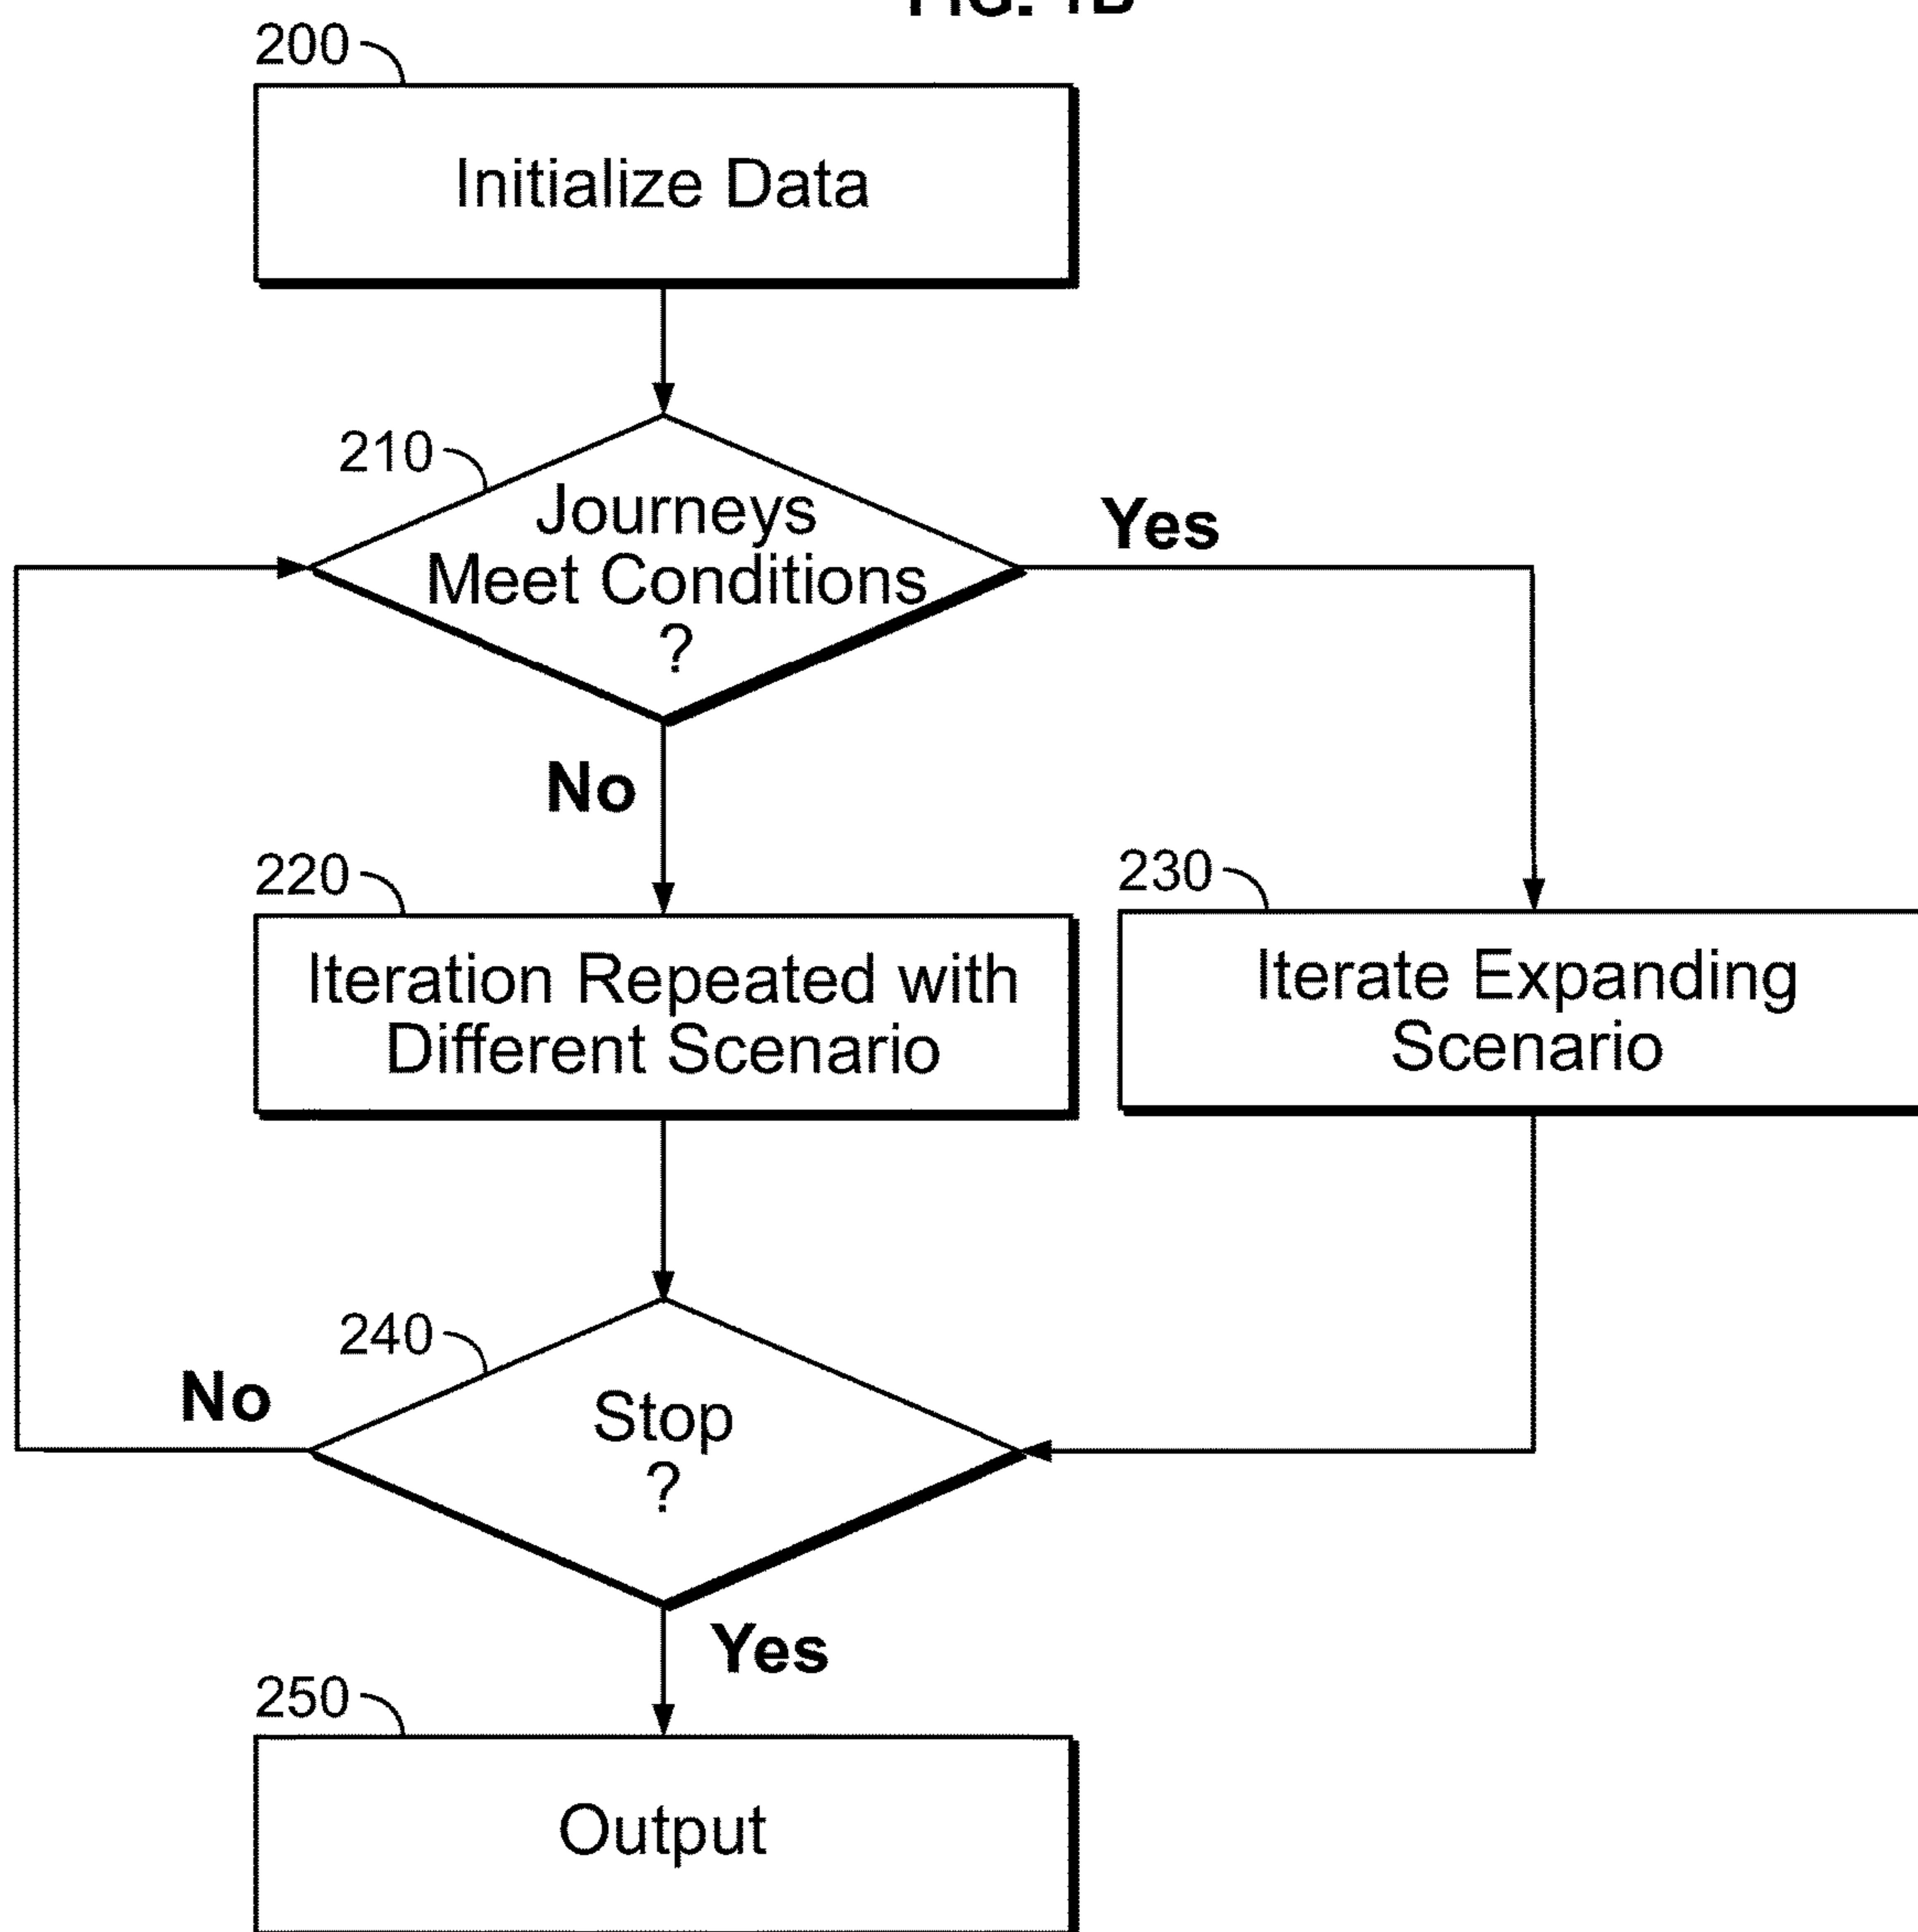 200
Initialize Data
210
Journeys
Meet Conditions
?
Yes
No
220
Iteration Repeated with
Different Scenario
230
Iterate Expanding
Scenario
240
No
Stop
?
Yes
250
Output